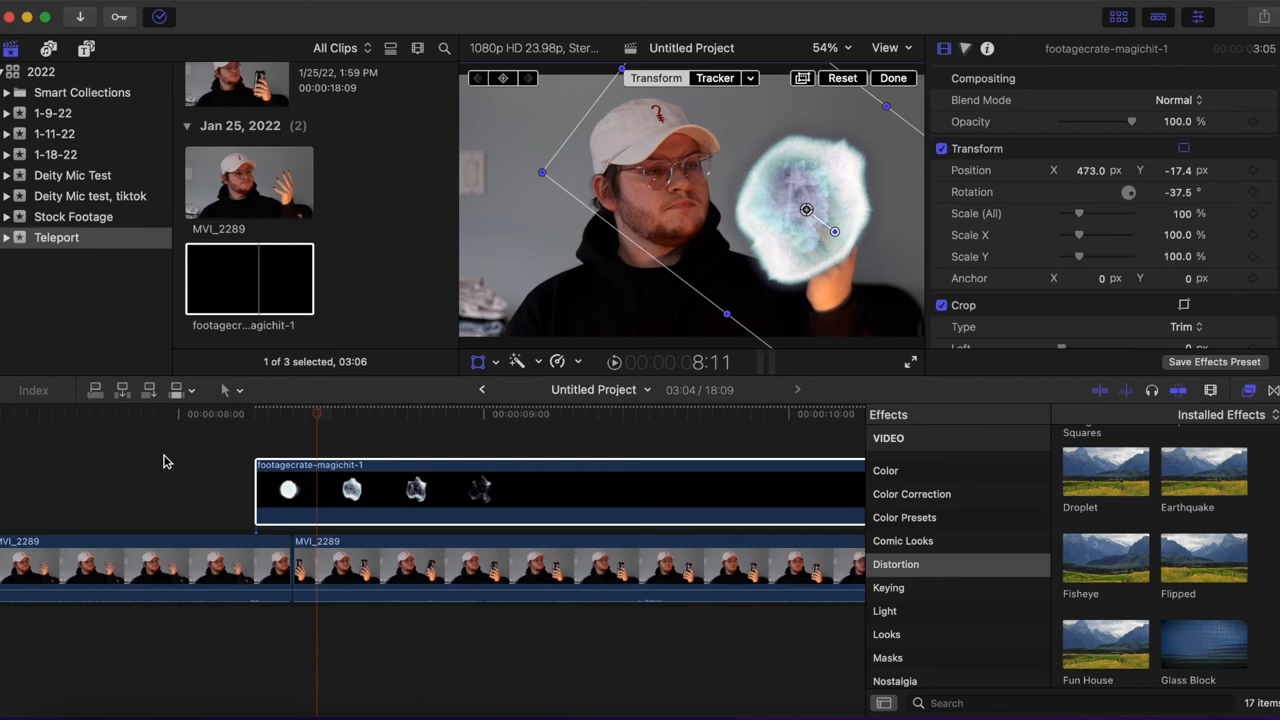 All Clips
1080p HD 23.98p, Ster...
Untitled Project
54%
View
footagecrate-magichit-1
3:05
2022
Smart Collections
1-9-22
1-11-22
1-18-22
Deity Mic Test
Deity Mic test, tiktok
Stock Footage
Teleport
1/25/22, 1:59 PM
00:00:18:09
Jan 25, 2022 (2)
MVI_2289
footagecr...agichit-1
1 of 3 selected, 03:06
Transform
Tracker
Reset
Done
00:00:08:11
Compositing
Blend Mode Normal
Opacity 100.0 %
Transform
Position X 473.0 px Y -17.4 px
Rotation -37.5 °
Scale (All) 100 %
Scale X 100.0 %
Scale Y 100.0 %
Anchor X 0 px Y 0 px
Crop
Type Trim
Left
Save Effects Preset
Index
Untitled Project
03:04 / 18:09
00:00:08:00
00:00:09:00
00:00:10:00
footagecrate-magichit-1
MVI_2289
MVI_2289
Effects
Installed Effects
VIDEO
Color
Color Correction
Color Presets
Comic Looks
Distortion
Keying
Light
Looks
Masks
Nostalgia
Squares
Droplet
Earthquake
Fisheye
Flipped
Fun House
Glass Block
Search
17 items